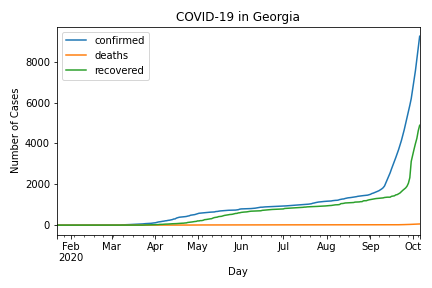 COVID-19 in Georgia
confirmed
deaths
recovered
Number of Cases
8000
6000
4000
2000
0
Feb Mar Apr May Jun Jul Aug Sep Oct
2020
Day